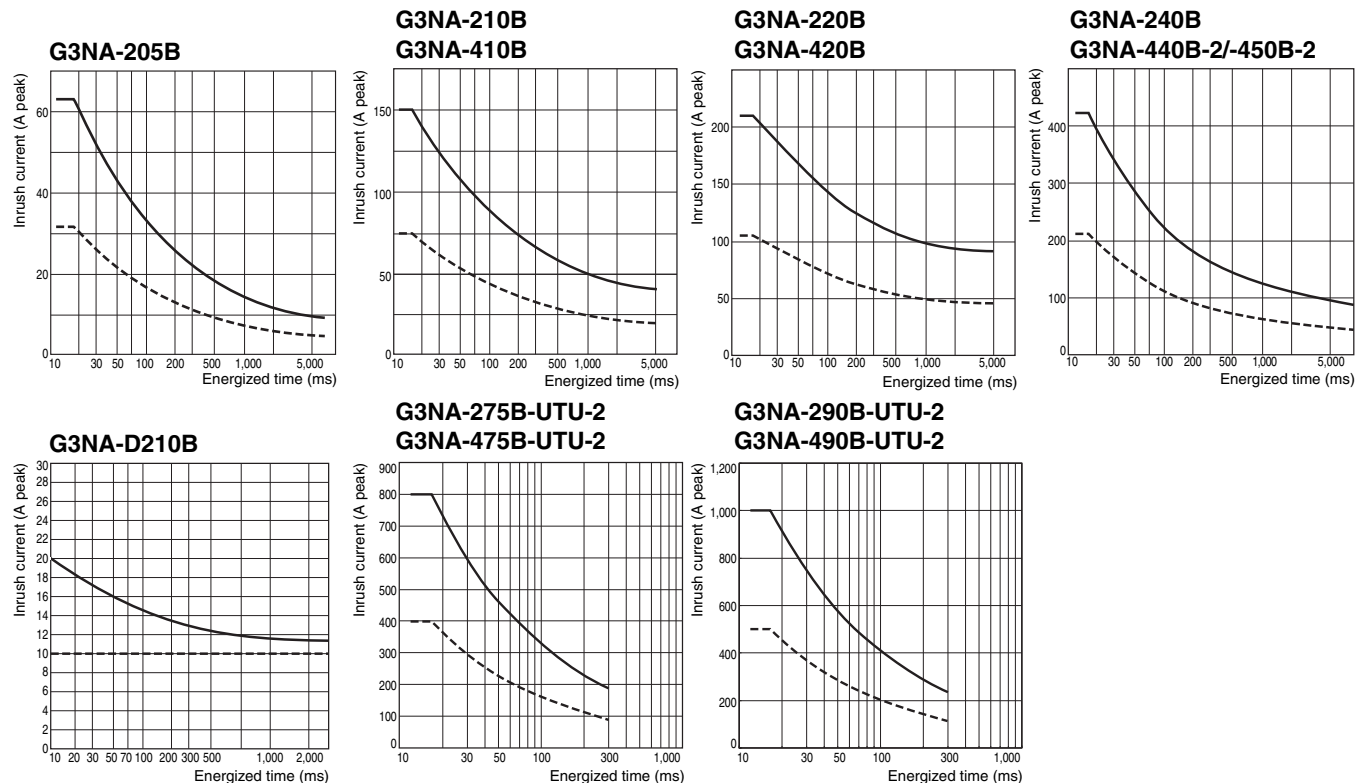 G3NA-205B
Inrush current (A peak)
60
40
20
0
10 30 50 100 200 500 1,000 5,000
Energized time (ms)
G3NA-210B
G3NA-410B
Inrush current (A peak)
150
100
50
0
10 30 50 100 200 500 1,000 5,000
Energized time (ms)
G3NA-220B
G3NA-420B
Inrush current (A peak)
200
150
100
50
0
10 30 50 100 200 500 1,000 5,000
Energized time (ms)
G3NA-240B
G3NA-440B-2/-450B-2
Inrush current (A peak)
400
300
200
100
0
10 30 50 100 200 500 1,000 5,000
Energized time (ms)
G3NA-D210B
Inrush current (A peak)
30
28
26
24
22
20
18
16
14
12
10
8
6
4
2
0
10 20 30 50 70 100 200 300 500 1,000 2,000
Energized time (ms)
G3NA-275B-UTU-2
G3NA-475B-UTU-2
Inrush current (A peak)
900
800
700
600
500
400
300
200
100
0
10 30 50 100 300 1,000
Energized time (ms)
G3NA-290B-UTU-2
G3NA-490B-UTU-2
Inrush current (A peak)
1,200
1,000
800
600
400
200
0
10 30 50 100 300 1,000
Energized time (ms)